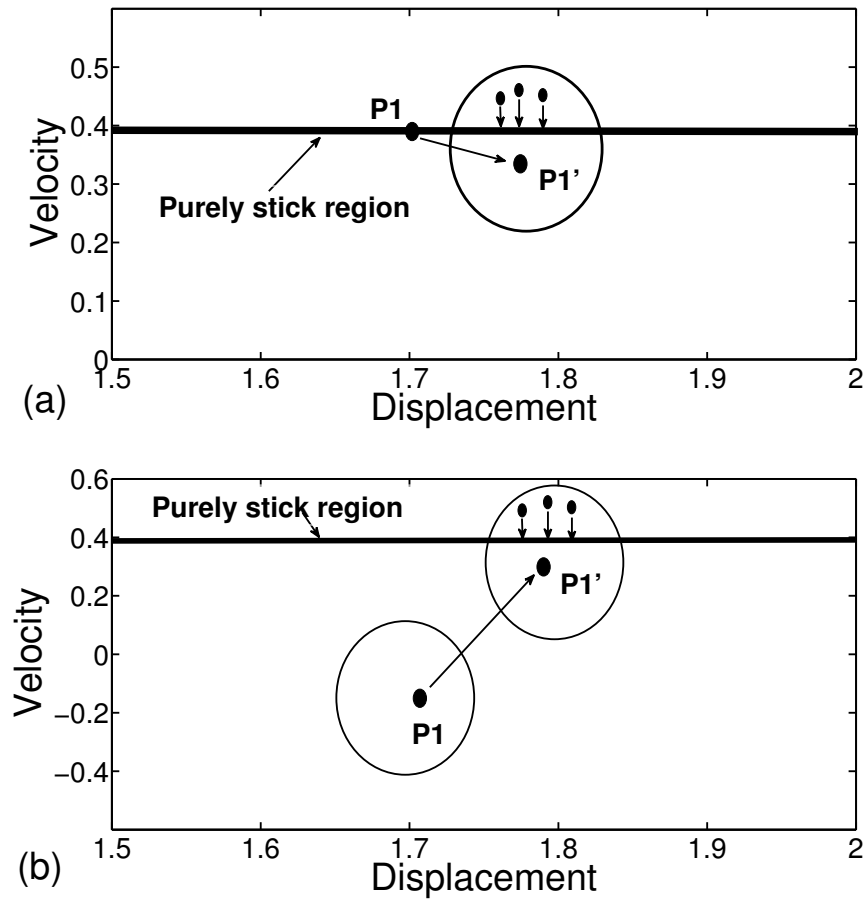 0.5
P1
0.4
P1’
0.3
Purely stick region
0.2
0.1
0
1.5 1.6 1.7 1.8 1.9 2
Velocity
Displacement
(a)
0.6
Purely stick region
0.4
P1’
0.2
0
−0.2
P1
−0.4
1.5 1.6 1.7 1.8 1.9 2
Velocity
Displacement
(b)